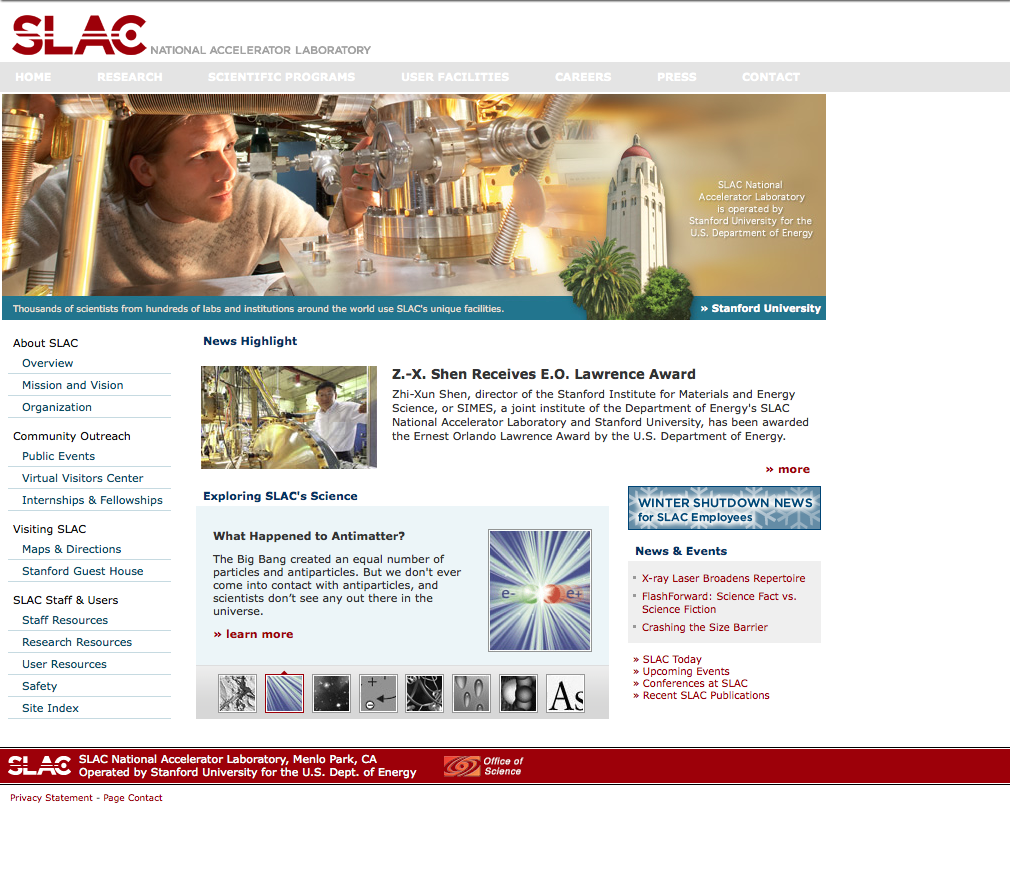 SLAC NATIONAL ACCELERATOR LABORATORY
HOME RESEARCH SCIENTIFIC PROGRAMS USER FACILITIES CAREERS PRESS CONTACT
SLAC National
Accelerator Laboratory
is operated by
Stanford University for the
U.S. Department of Energy
Thousands of scientists from hundreds of labs and institutions around the world use SLAC's unique facilities.
» Stanford University
About SLAC
Overview
Mission and Vision
Organization
Community Outreach
Public Events
Virtual Visitors Center
Internships & Fellowships
Visiting SLAC
Maps & Directions
Stanford Guest House
SLAC Staff & Users
Staff Resources
Research Resources
User Resources
Safety
Site Index
News Highlight
Z.-X. Shen Receives E.O. Lawrence Award
Zhi-Xun Shen, director of the Stanford Institute for Materials and Energy
Science, or SIMES, a joint institute of the Department of Energy's SLAC
National Accelerator Laboratory and Stanford University, has been awarded
the Ernest Orlando Lawrence Award by the U.S. Department of Energy.
» more
Exploring SLAC's Science
What Happened to Antimatter?
The Big Bang created an equal number of
particles and antiparticles. But we don't ever
come into contact with antiparticles, and
scientists don’t see any out there in the
universe.
» learn more
e- e+
As
WINTER SHUTDOWN NEWS
for SLAC Employees
News & Events
X-ray Laser Broadens Repertoire
FlashForward: Science Fact vs.
Science Fiction
Crashing the Size Barrier
» SLAC Today
» Upcoming Events
» Conferences at SLAC
» Recent SLAC Publications
SLAC
SLAC National Accelerator Laboratory, Menlo Park, CA
Operated by Stanford University for the U.S. Dept. of Energy
Office of
Science
Privacy Statement - Page Contact